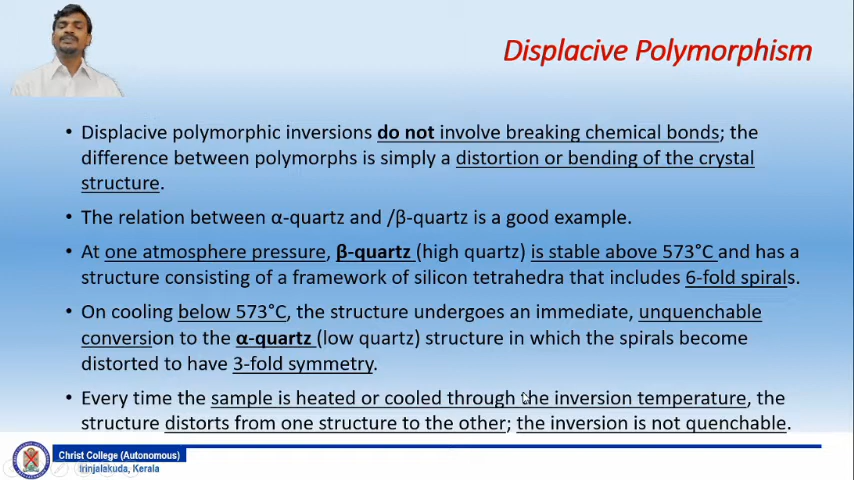 Displacive Polymorphism
• Displacive polymorphic inversions do not involve breaking chemical bonds; the
difference between polymorphs is simply a distortion or bending of the crystal
structure.
• The relation between α-quartz and /β-quartz is a good example.
• At one atmosphere pressure, β-quartz (high quartz) is stable above 573°C and has a
structure consisting of a framework of silicon tetrahedra that includes 6-fold spirals.
• On cooling below 573°C, the structure undergoes an immediate, unquenchable
conversion to the α-quartz (low quartz) structure in which the spirals become
distorted to have 3-fold symmetry.
• Every time the sample is heated or cooled through the inversion temperature, the
structure distorts from one structure to the other; the inversion is not quenchable.
Christ College (Autonomous)
Irinjalakuda, Kerala